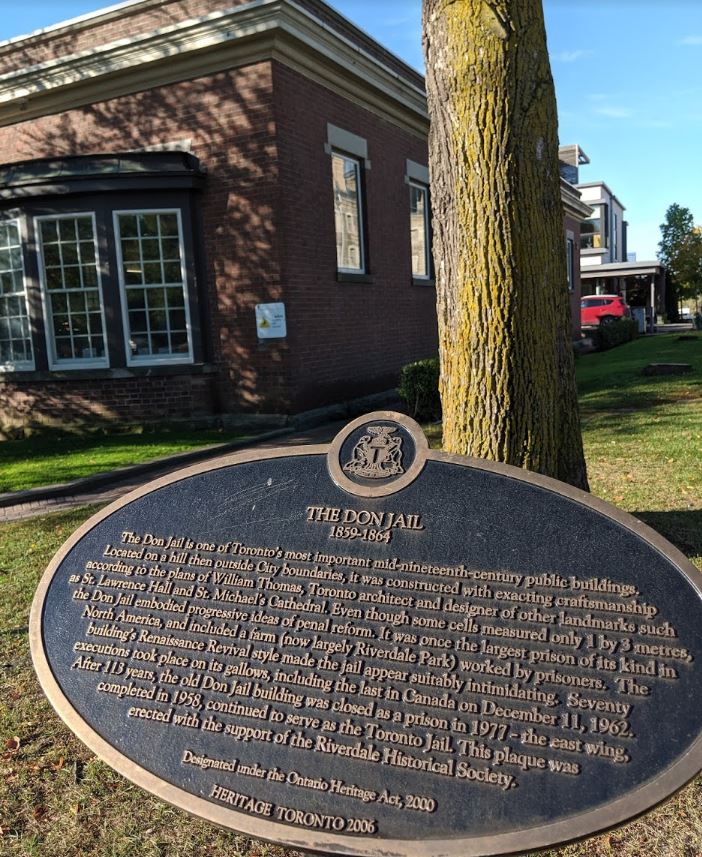 THE DON JAIL
1859-1864
The Don Jail is one of Toronto's most important mid-nineteenth-century public buildings.
Located on a hill then outside City boundaries, it was constructed with exacting craftsmanship
according to the plans of William Thomas, Toronto architect and designer of other landmarks such
as St. Lawrence Hall and St. Michael's Cathedral. Even though some cells measured only 1 by 3 metres,
the Don Jail embodied progressive ideas of penal reform. It was once the largest prison of its kind in
North America, and included a farm (now largely Riverdale Park) worked by prisoners. The
building's Renaissance Revival style made the jail appear suitably intimidating. Seventy
executions took place on its gallows, including the last in Canada on December 11, 1962.
After 113 years, the old Don Jail building was closed as a prison in 1977 - the east wing,
completed in 1958, continued to serve as the Toronto Jail. This plaque was
erected with the support of the Riverdale Historical Society.
Designated under the Ontario Heritage Act, 2000
HERITAGE TORONTO 2006